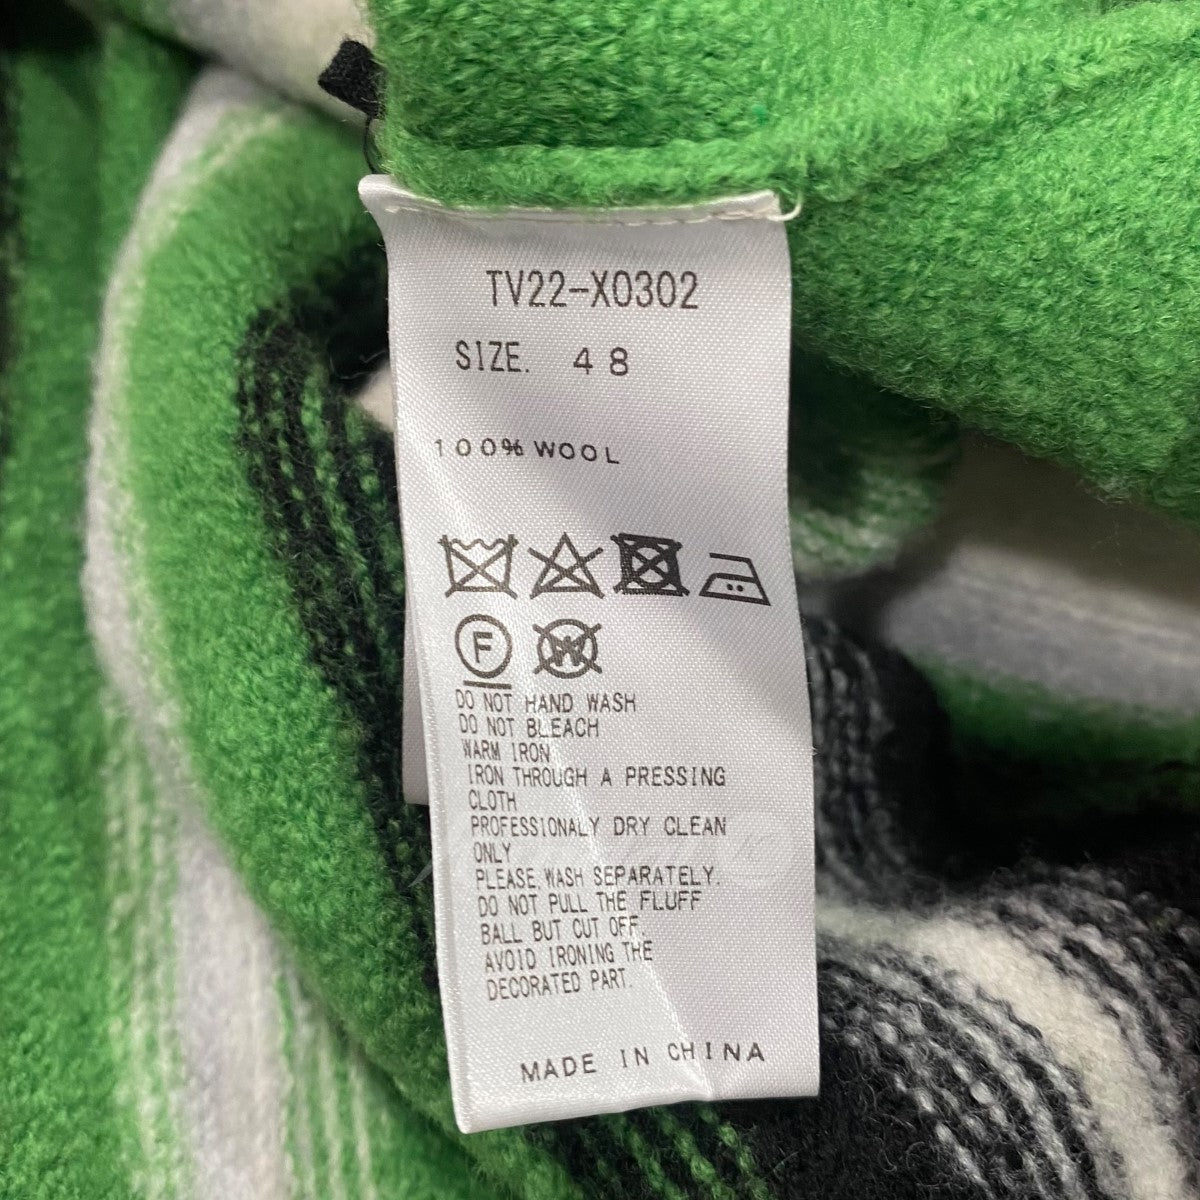 TV22-X0302
SIZE. 48
100% WOOL
F W
DO NOT HAND WASH
DO NOT BLEACH
WARM IRON
IRON THROUGH A PRESSING
CLOTH
PROFESSIONALY DRY CLEAN
ONLY
PLEASE WASH SEPARATELY.
DO NOT PULL THE FLUFF
BALL BUT CUT OFF.
AVOID IRONING THE
DECORATED PART.
MADE IN CHINA